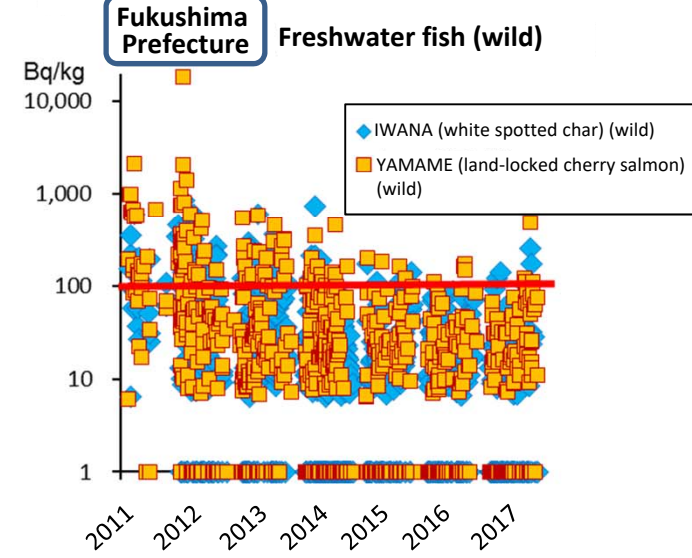 Fukushima
Prefecture
Freshwater fish (wild)
Bq/kg
10,000
1,000
100
10
1
IWANA (white spotted char) (wild)
YAMAME (land-locked cherry salmon)
(wild)
2011
2012
2013
2014
2015
2016
2017